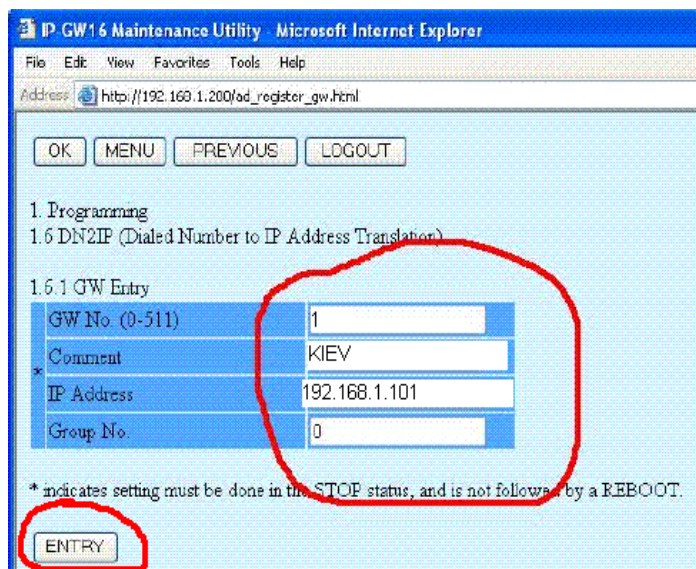 IP-GW16 Maintenance Utility - Microsoft Internet Explorer
File Edit View Favorites Tools Help
Address http://192.168.1.200/ad_register_gw.html
OK MENU PREVIOUS LOGOUT
1. Programming
1.6 DN2IP (Dialed Number to IP Address Translation)
1.6.1 GW Entry
GW No. (0-511) 1
Comment KIEV
* IP Address 192.168.1.101
Group No. 0
* indicates setting must be done in the STOP status, and is not followed by a REBOOT.
ENTRY